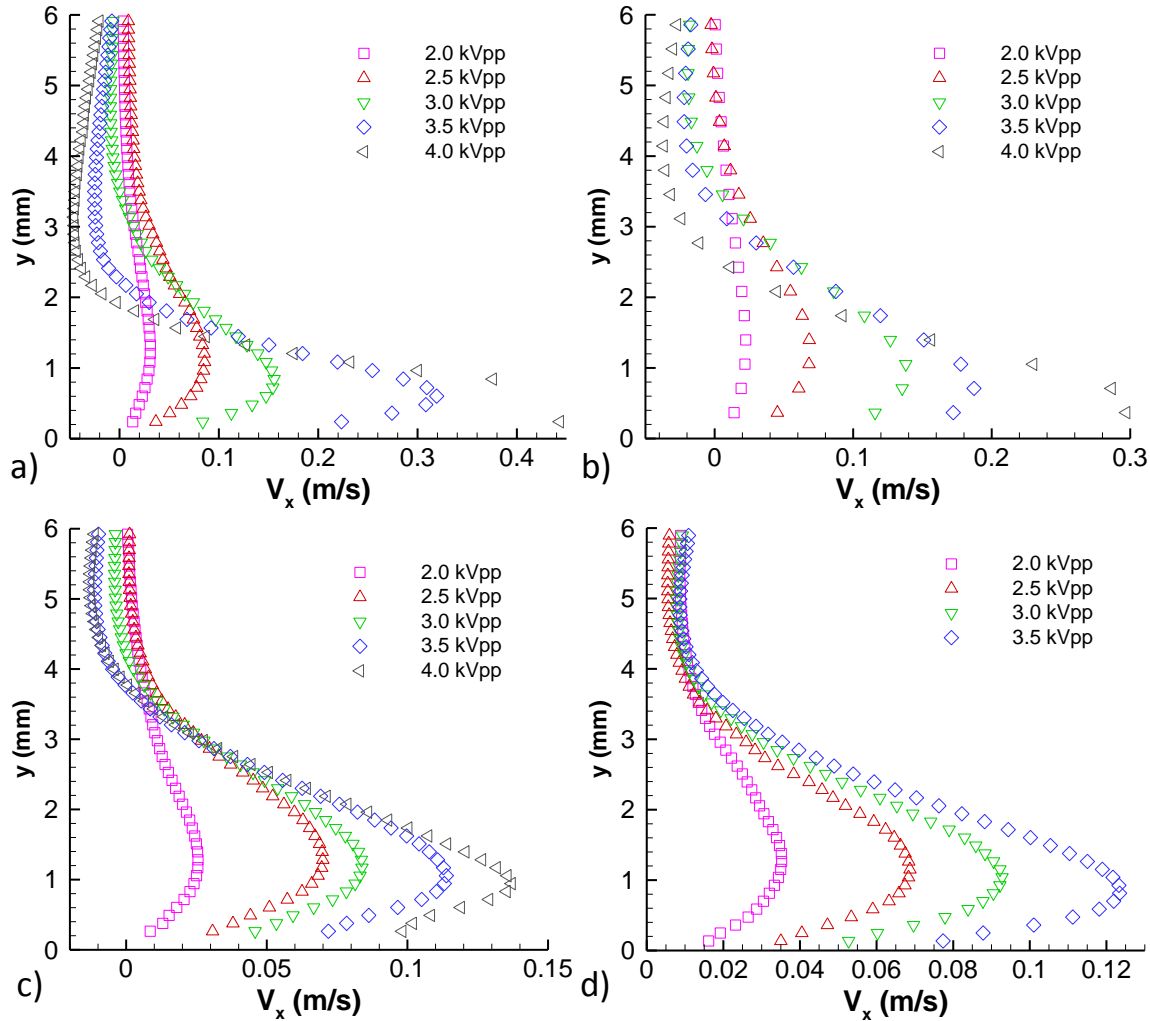 6
5
4
3
2
1
0
y (mm)
2.0 kVpp
2.5 kVpp
3.0 kVpp
3.5 kVpp
4.0 kVpp
0 0.1 0.2 0.3 0.4
V_x (m/s)
a)
6
5
4
3
2
1
0
y (mm)
2.0 kVpp
2.5 kVpp
3.0 kVpp
3.5 kVpp
4.0 kVpp
0 0.1 0.2 0.3
V_x (m/s)
b)
6
5
4
3
2
1
0
y (mm)
2.0 kVpp
2.5 kVpp
3.0 kVpp
3.5 kVpp
4.0 kVpp
0 0.05 0.1 0.15
V_x (m/s)
c)
6
5
4
3
2
1
0
y (mm)
2.0 kVpp
2.5 kVpp
3.0 kVpp
3.5 kVpp
0 0.02 0.04 0.06 0.08 0.1 0.12
V_x (m/s)
d)